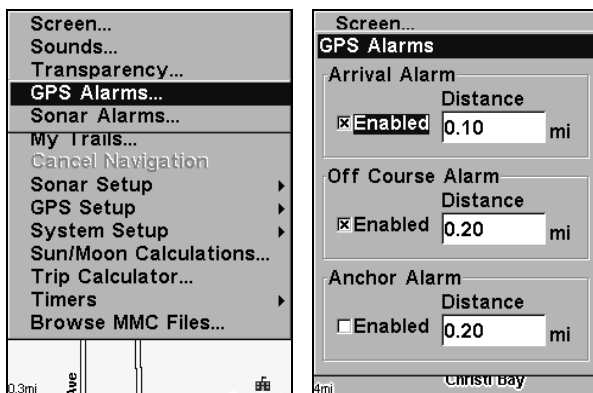 Screen...
Sounds...
Transparency...
GPS Alarms...
Sonar Alarms...
My Trails...
Cancel Navigation
Sonar Setup
GPS Setup
System Setup
Sun/Moon Calculations...
Trip Calculator...
Timers
Browse MMC Files...
0.3mi
Ave
Screen...
GPS Alarms
Arrival Alarm
Distance
Enabled 0.10 mi
Off Course Alarm
Distance
Enabled 0.20 mi
Anchor Alarm
Distance
Enabled 0.20 mi
4mi
Christi Bay